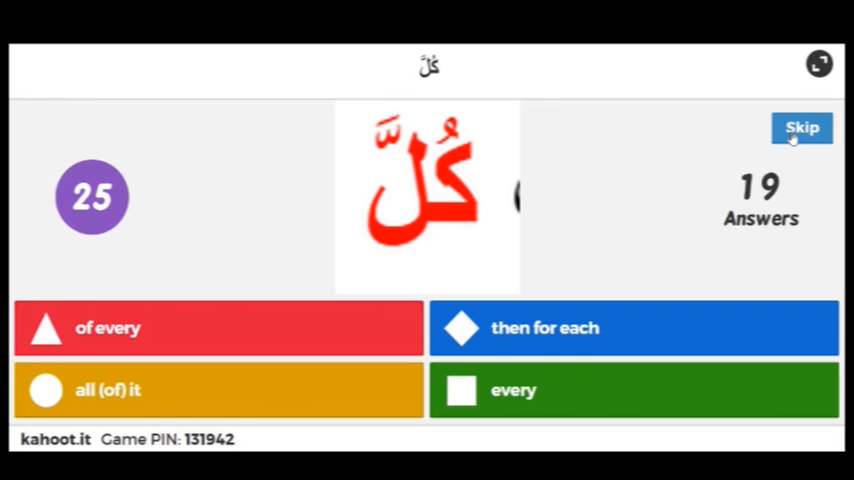 كُلَّ
Skip
25
كُلَّ
19
Answers
of every
then for each
all (of) it
every
kahoot.it Game PIN: 131942